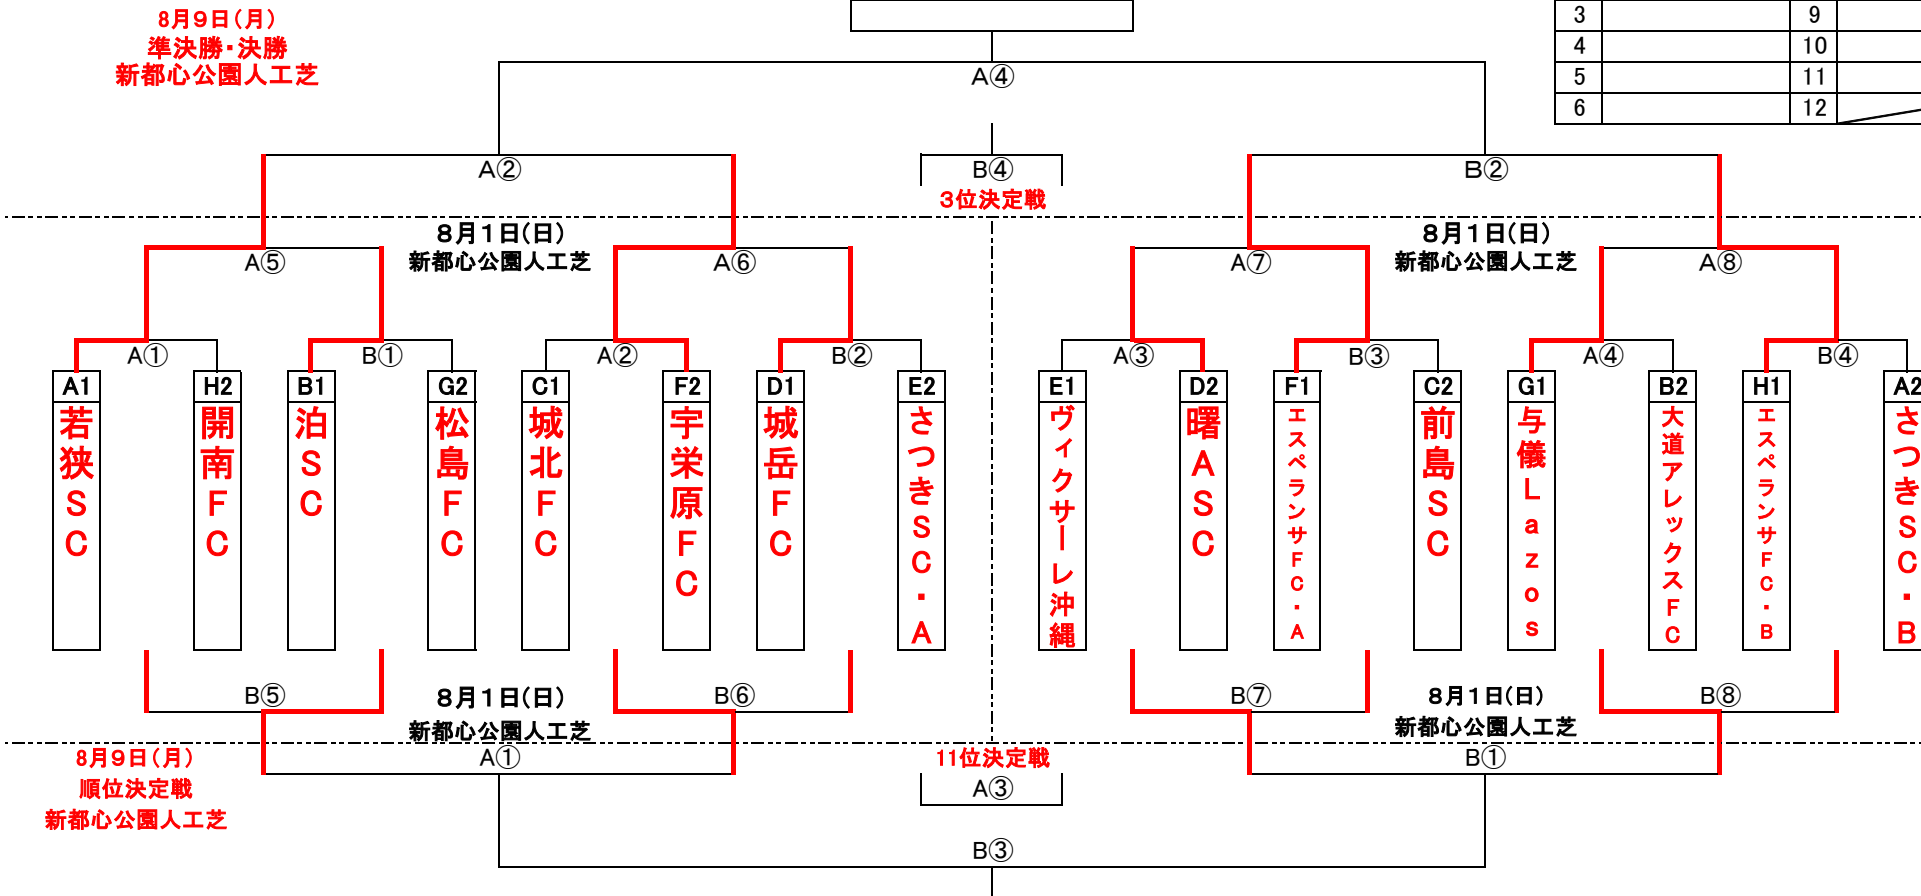 8月9日(月)
準決勝・決勝
新都心公園人工芝
3 9
4 10
5 11
6 12
A④
A②
B④
B②
3位決定戦
8月1日(日)
新都心公園人工芝
8月1日(日)
新都心公園人工芝
A⑤
A⑥
A⑦
A⑧
A①
B①
A②
B②
A③
B③
A④
B④
A1
H2
B1
G2
C1
F2
D1
E2
E1
D2
F1
C2
G1
B2
H1
A2
若狭SC
開南FC
泊SC
松島FC
城北FC
宇栄原FC
城岳FC
さつきSC・A
ヴィクサーレ沖縄
曙ASC
エスペランサFC・A
前島SC
与儀Lazos
大道アレックスFC
エスペランサFC・B
さつきSC・B
B⑤
B⑥
B⑦
B⑧
8月1日(日)
新都心公園人工芝
8月1日(日)
新都心公園人工芝
8月9日(月)
順位決定戦
新都心公園人工芝
A①
11位決定戦
A③
B①
B③